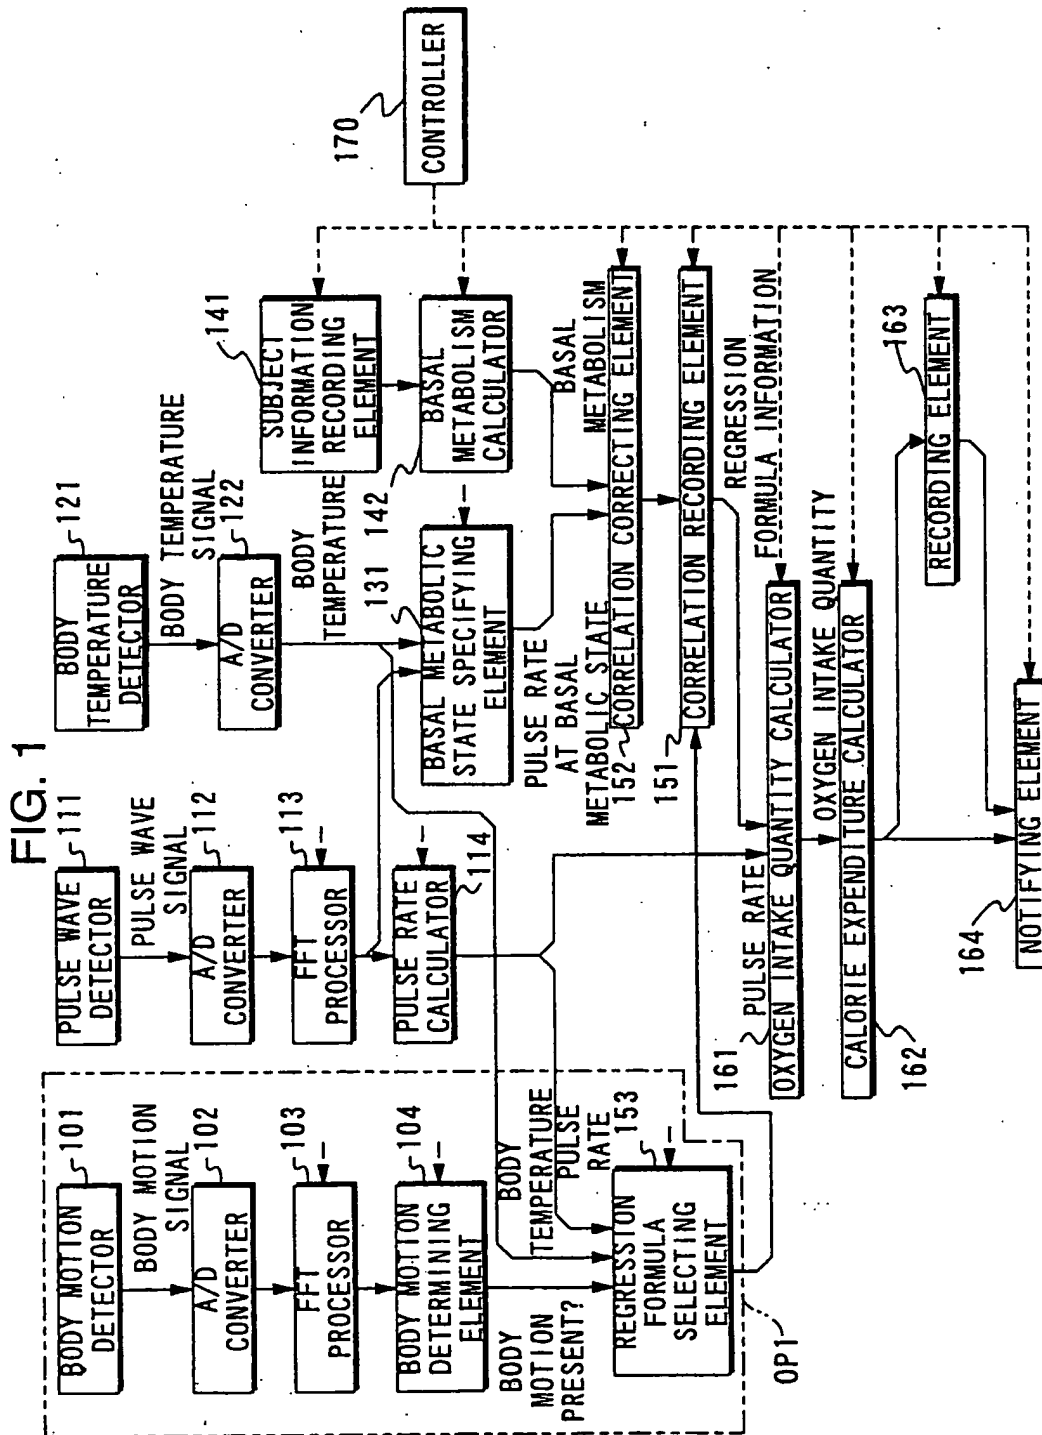 FIG. 1
BODY MOTION
DETECTOR
101
BODY MOTION
SIGNAL
A/D
CONVERTER
102
FFT
PROCESSOR
103
BODY MOTION
DETERMINING
ELEMENT
104
BODY
MOTION
PRESENT?
REGRESSION
FORMULA
SELECTING
ELEMENT
153
OP1
PULSE WAVE
DETECTOR
111
PULSE WAVE
SIGNAL
A/D
CONVERTER
112
FFT
PROCESSOR
113
PULSE RATE
CALCULATOR
114
BODY
TEMPERATURE
PULSE
RATE
BODY
TEMPERATURE
DETECTOR
121
BODY TEMPERATURE
SIGNAL
A/D
CONVERTER
122
BODY
TEMPERATURE
BASAL METABOLIC
STATE SPECIFYING
ELEMENT
131
SUBJECT
INFORMATION
RECORDING
ELEMENT
141
BASAL
METABOLISM
CALCULATOR
142
PULSE RATE
AT BASAL
METABOLIC STATE
BASAL
METABOLISM
152
CORRELATION CORRECTING ELEMENT
151
CORRELATION RECORDING ELEMENT
REGRESSION
FORMULA INFORMATION
PULSE RATE
161
OXYGEN INTAKE QUANTITY CALCULATOR
OXYGEN INTAKE QUANTITY
CALORIE EXPENDITURE CALCULATOR
162
RECORDING ELEMENT
163
164
NOTIFYING ELEMENT
170
CONTROLLER